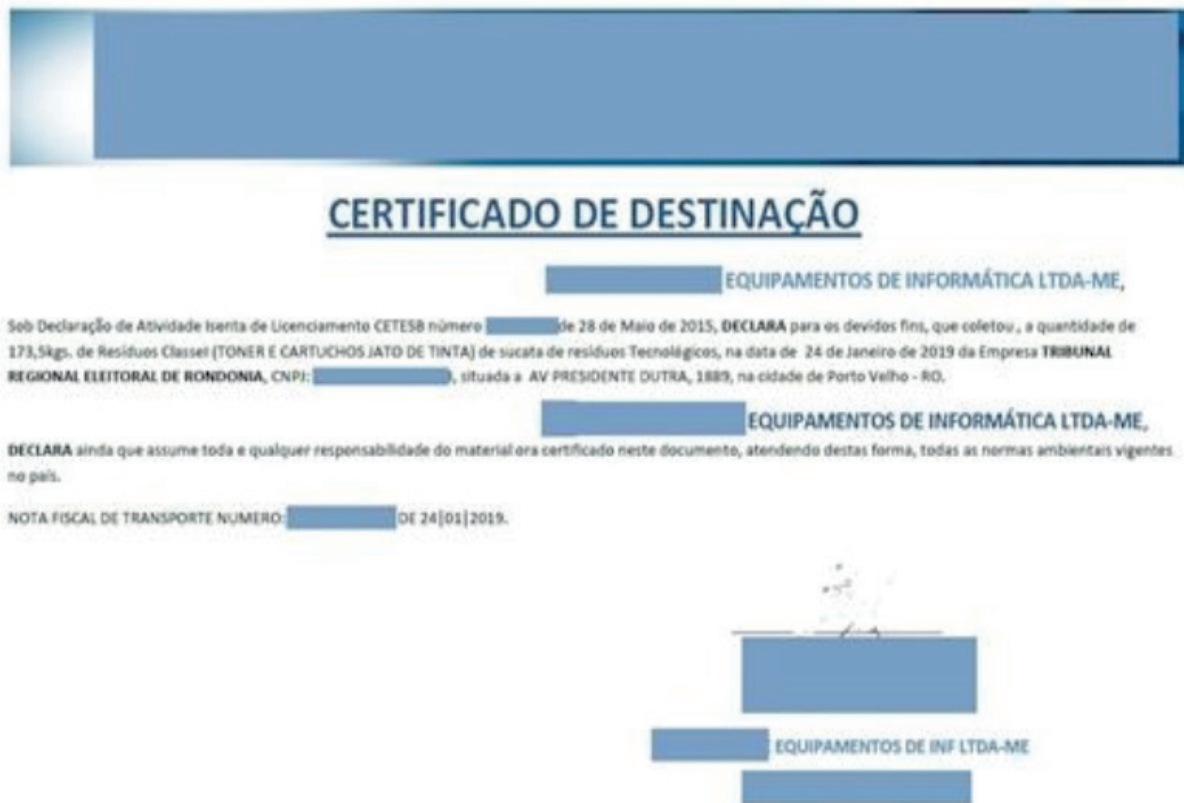 CERTIFICADO DE DESTINAÇÃO
EQUIPAMENTOS DE INFORMÁTICA LTDA-ME,
Sob Declaração de Atividade Isenta de Licenciamento CETESB número de 28 de Maio de 2015, DECLARA para os devidos fins, que coletou, a quantidade de
173,5kgs. de Resíduos ClasseI (TONER E CARTUCHOS JATO DE TINTA) de sucata de resíduos Tecnológicos, na data de 24 de Janeiro de 2019 da Empresa TRIBUNAL
REGIONAL ELEITORAL DE RONDONIA, CNPJ: , situada a AV PRESIDENTE DUTRA, 1889, na cidade de Porto Velho - RO.
EQUIPAMENTOS DE INFORMÁTICA LTDA-ME,
DECLARA ainda que assume toda e qualquer responsabilidade do material ora certificado neste documento, atendendo destas forma, todas as normas ambientais vigentes
no país.
NOTA FISCAL DE TRANSPORTE NUMERO: DE 24|01|2019.
EQUIPAMENTOS DE INF LTDA-ME